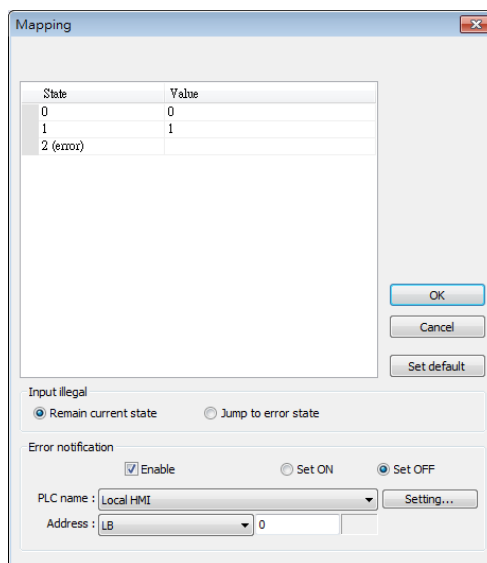 Mapping
State Value
0 0
1 1
2 (error)
OK
Cancel
Set default
Input illegal
Remain current state Jump to error state
Error notification
Enable Set ON Set OFF
PLC name : Local HMI Setting...
Address : LB 0